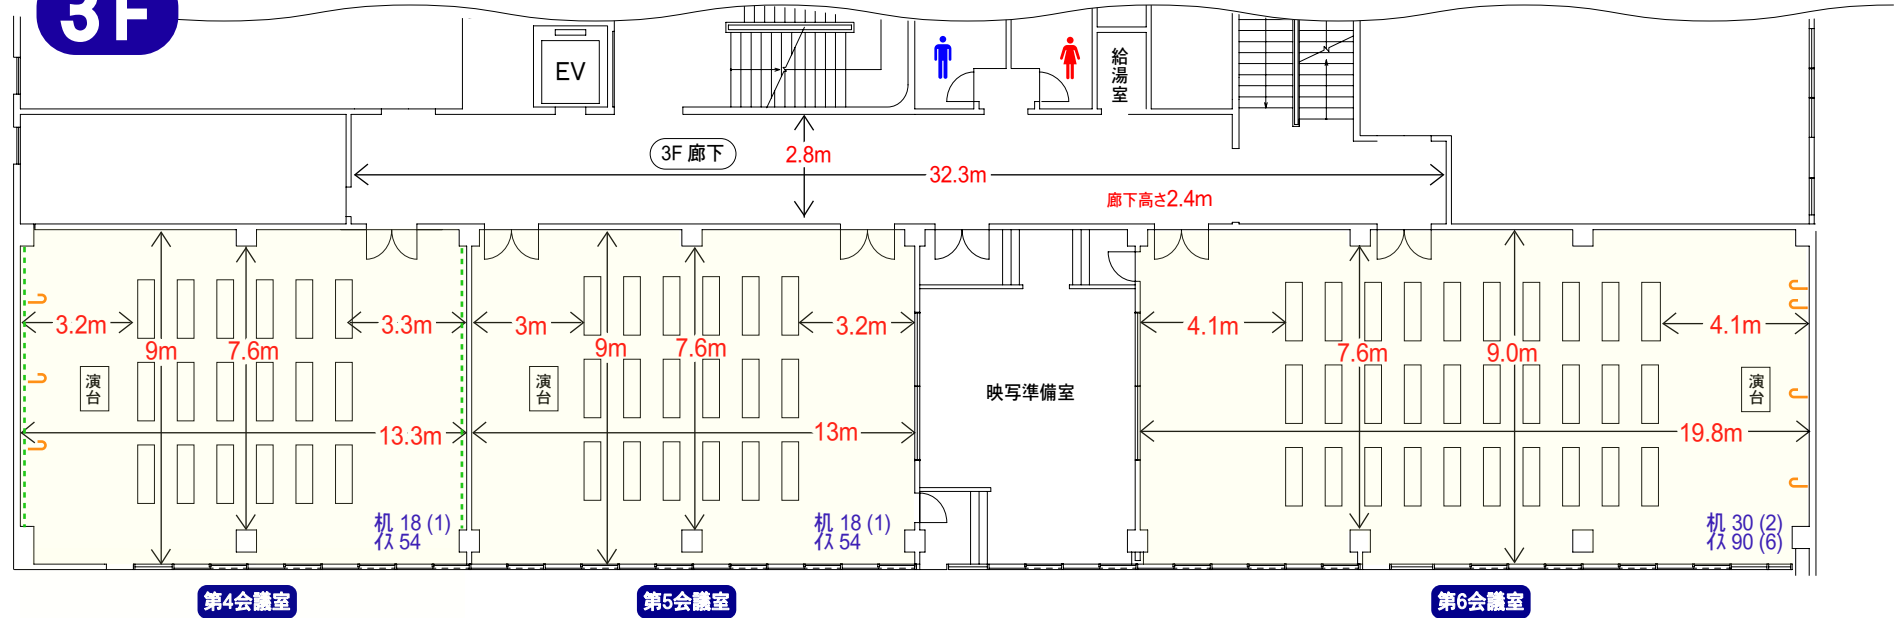 3F
EV
給湯室
3F 廊下
2.8m
32.3m
廊下高さ2.4m
3.2m
3.3m
9m
7.6m
演台
13.3m
机 18 (1)
イス 54
3m
3.2m
9m
7.6m
演台
13m
机 18 (1)
イス 54
映写準備室
4.1m
4.1m
7.6m
9.0m
演台
19.8m
机 30 (2)
イス 90 (6)
第4会議室
第5会議室
第6会議室